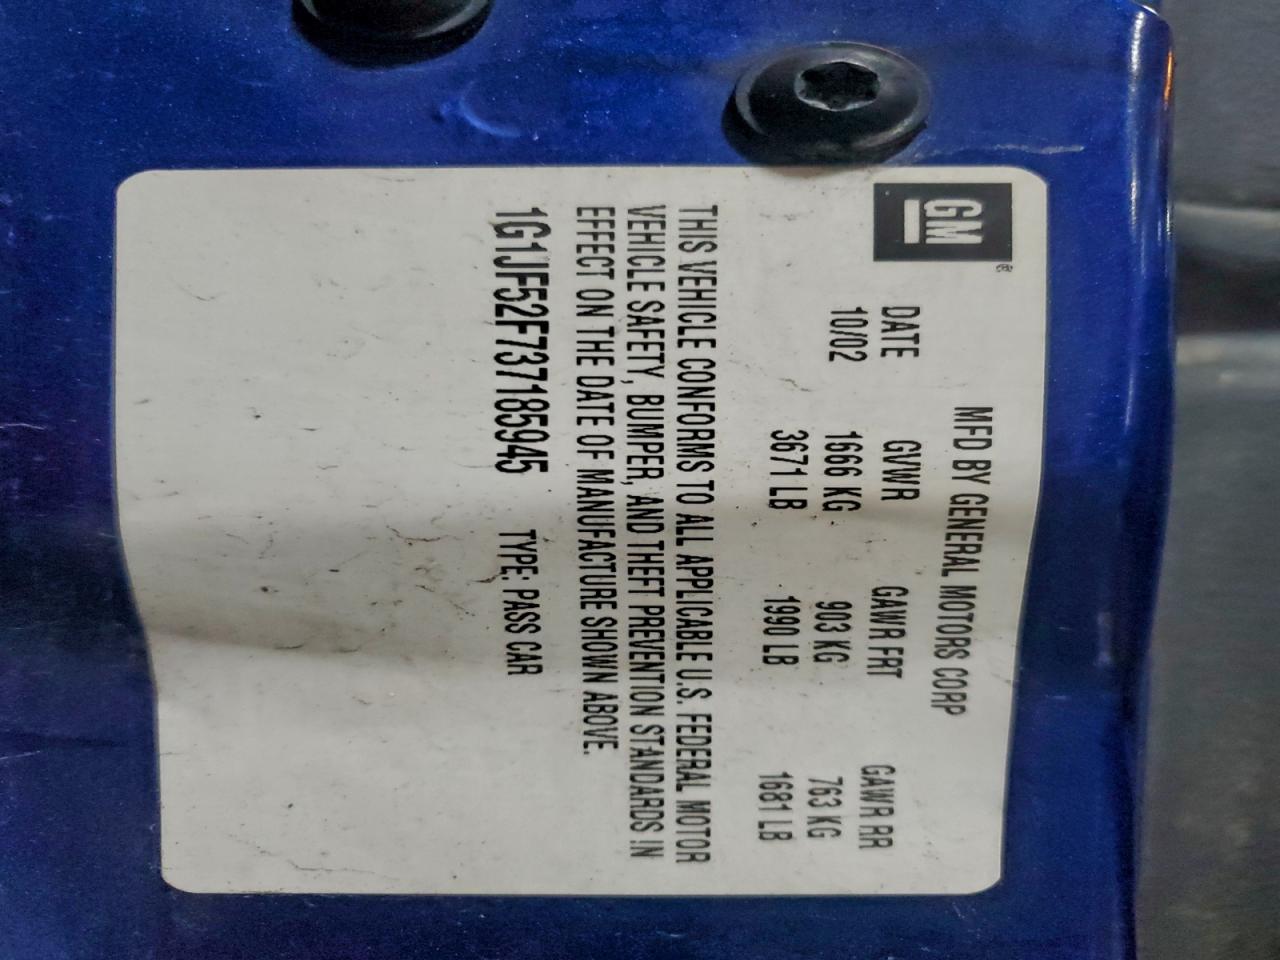 GM®
MFD BY GENERAL MOTORS CORP
DATE GVWR GAWR FRT GAWR RR
10/02 1666 KG 903 KG 763 KG
3671 LB 1990 LB 1681 LB
THIS VEHICLE CONFORMS TO ALL APPLICABLE U.S. FEDERAL MOTOR
VEHICLE SAFETY, BUMPER, AND THEFT PREVENTION STANDARDS IN
EFFECT ON THE DATE OF MANUFACTURE SHOWN ABOVE.
1G1JF52F737185945 TYPE: PASS CAR